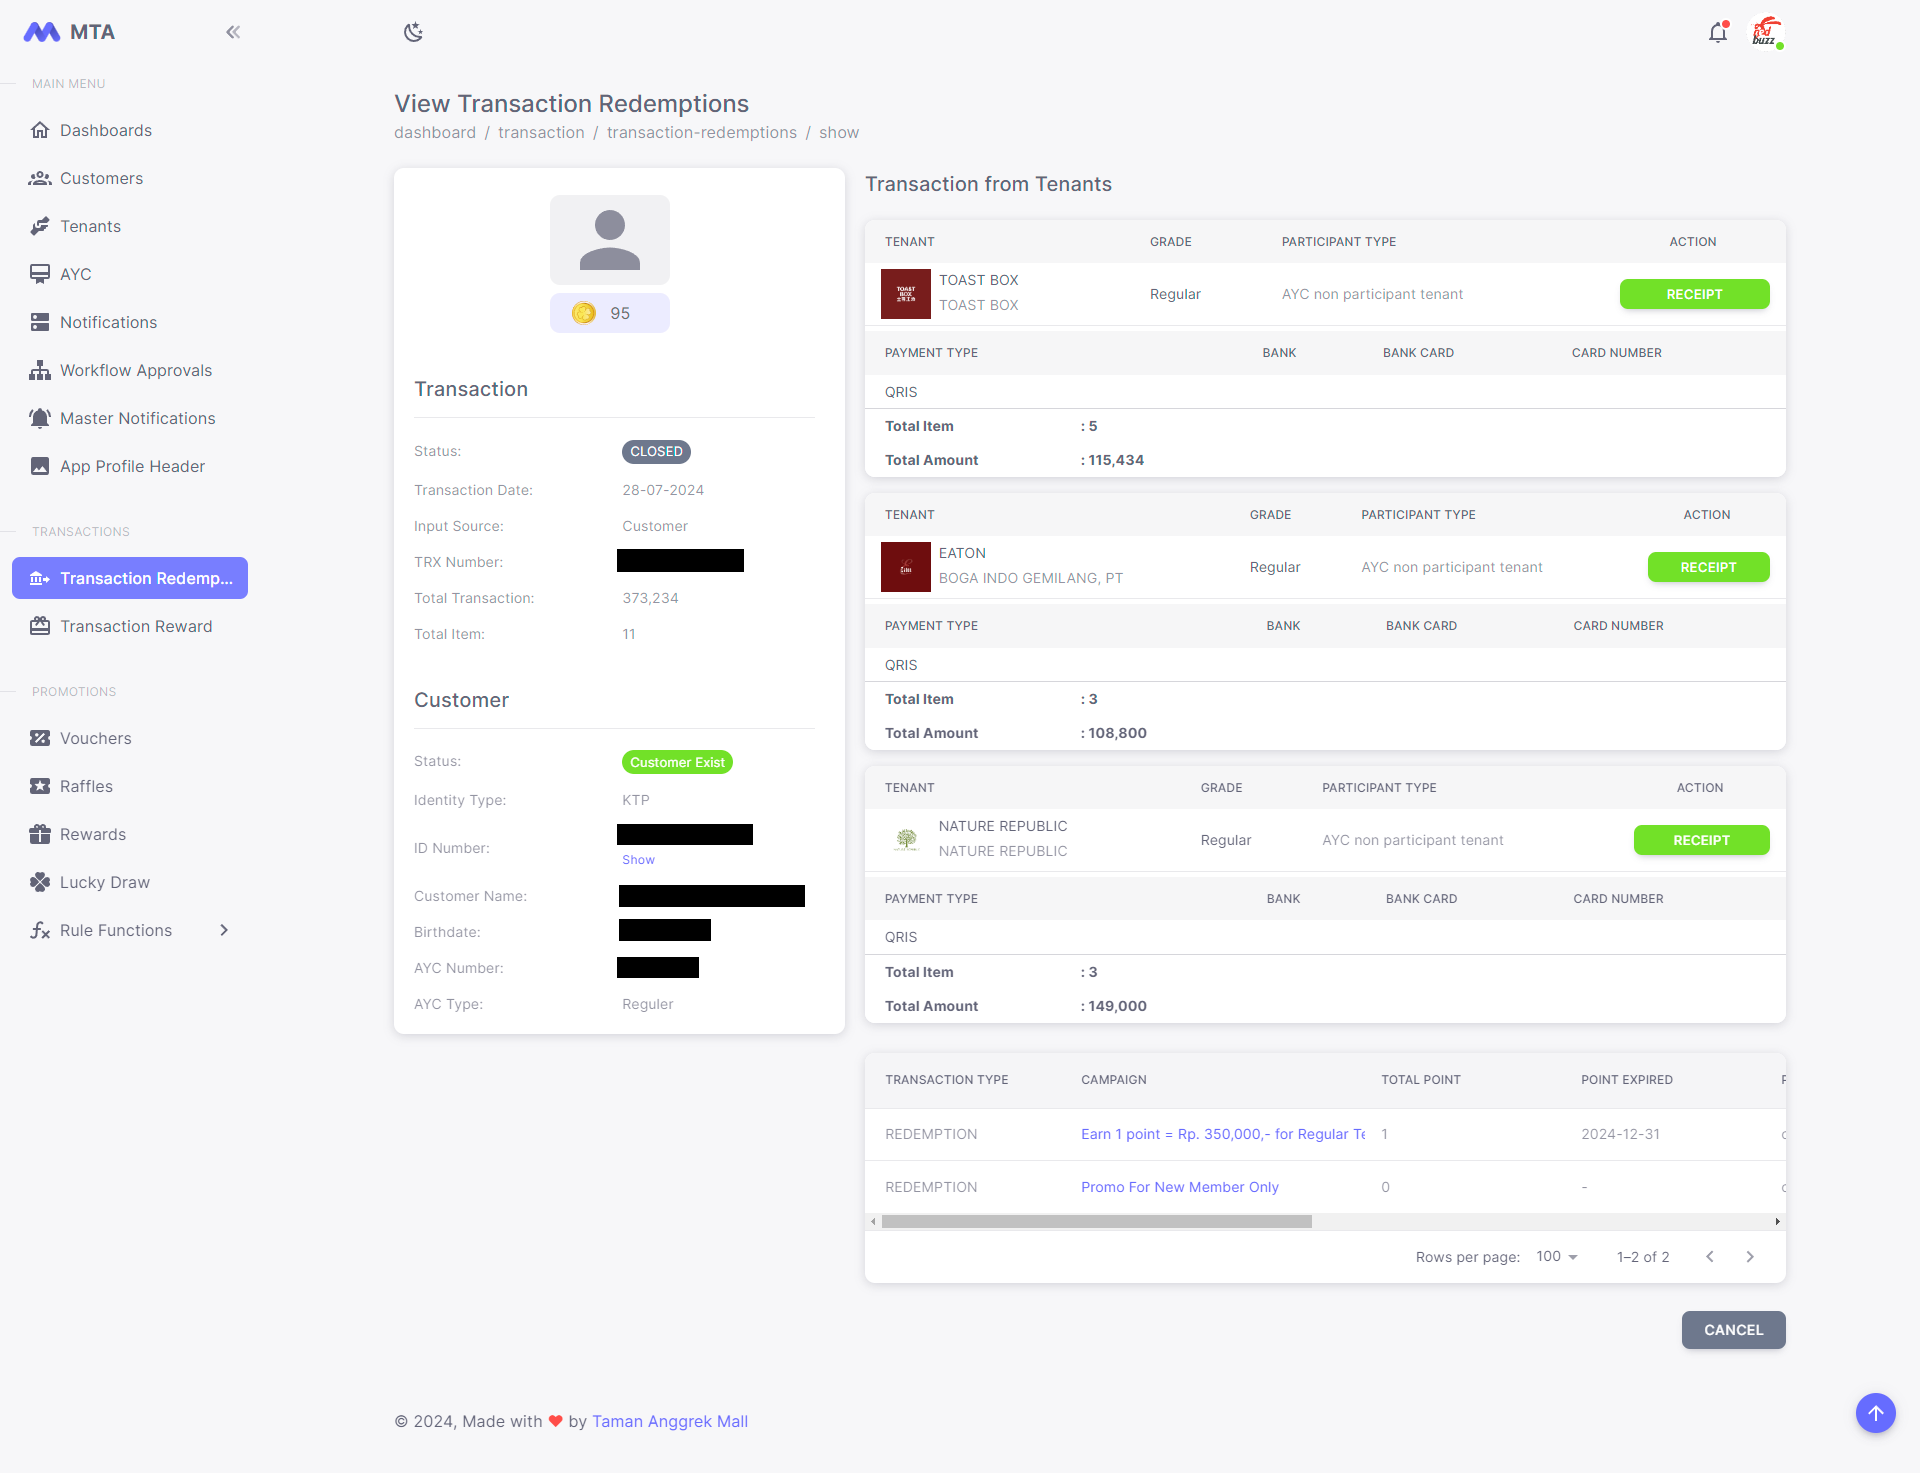 MTA
MAIN MENU
Dashboards
Customers
Tenants
AYC
Notifications
Workflow Approvals
Master Notifications
App Profile Header
TRANSACTIONS
Transaction Redemp...
Transaction Reward
PROMOTIONS
Vouchers
Raffles
Rewards
Lucky Draw
Rule Functions
View Transaction Redemptions
dashboard / transaction / transaction-redemptions / show
95
Transaction
Status: CLOSED
Transaction Date: 28-07-2024
Input Source: Customer
TRX Number:
Total Transaction: 373,234
Total Item: 11
Customer
Status: Customer Exist
Identity Type: KTP
ID Number:
Show
Customer Name:
Birthdate:
AYC Number:
AYC Type: Reguler
Transaction from Tenants
TENANT GRADE PARTICIPANT TYPE ACTION
TOAST BOX
TOAST BOX
Regular AYC non participant tenant RECEIPT
PAYMENT TYPE BANK BANK CARD CARD NUMBER
QRIS
Total Item : 5
Total Amount : 115,434
TENANT GRADE PARTICIPANT TYPE ACTION
EATON
BOGA INDO GEMILANG, PT
Regular AYC non participant tenant RECEIPT
PAYMENT TYPE BANK BANK CARD CARD NUMBER
QRIS
Total Item : 3
Total Amount : 108,800
TENANT GRADE PARTICIPANT TYPE ACTION
NATURE REPUBLIC
NATURE REPUBLIC
Regular AYC non participant tenant RECEIPT
PAYMENT TYPE BANK BANK CARD CARD NUMBER
QRIS
Total Item : 3
Total Amount : 149,000
TRANSACTION TYPE CAMPAIGN TOTAL POINT POINT EXPIRED
REDEMPTION Earn 1 point = Rp. 350,000,- for Regular Te 1 2024-12-31
REDEMPTION Promo For New Member Only 0 -
Rows per page: 100 1–2 of 2
CANCEL
© 2024, Made with ❤ by Taman Anggrek Mall